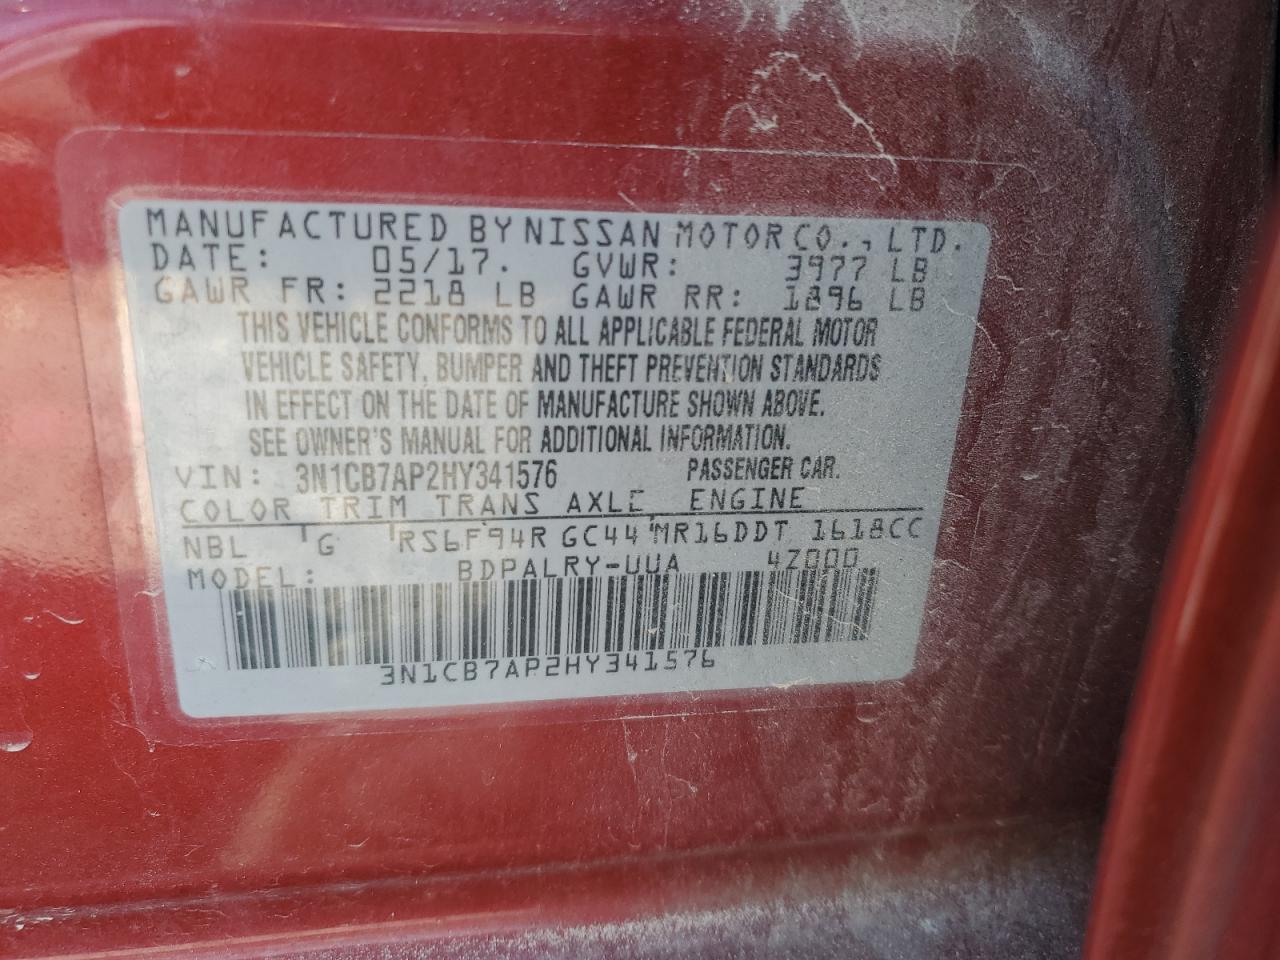 MANUFACTURED BY NISSAN MOTOR CO., LTD.
DATE: 05/17. GVWR: 3977 LB
GAWR FR: 2218 LB GAWR RR: 1896 LB
THIS VEHICLE CONFORMS TO ALL APPLICABLE FEDERAL MOTOR
VEHICLE SAFETY, BUMPER AND THEFT PREVENTION STANDARDS
IN EFFECT ON THE DATE OF MANUFACTURE SHOWN ABOVE.
SEE OWNER'S MANUAL FOR ADDITIONAL INFORMATION.
VIN: 3N1CB7AP2HY341576 PASSENGER CAR.
COLOR TRIM TRANS AXLE ENGINE
NBL G RS6F94R GC44 MR16DDT 1618CC
MODEL: BDPALRY-UUA 4Z000
3N1CB7AP2HY341576